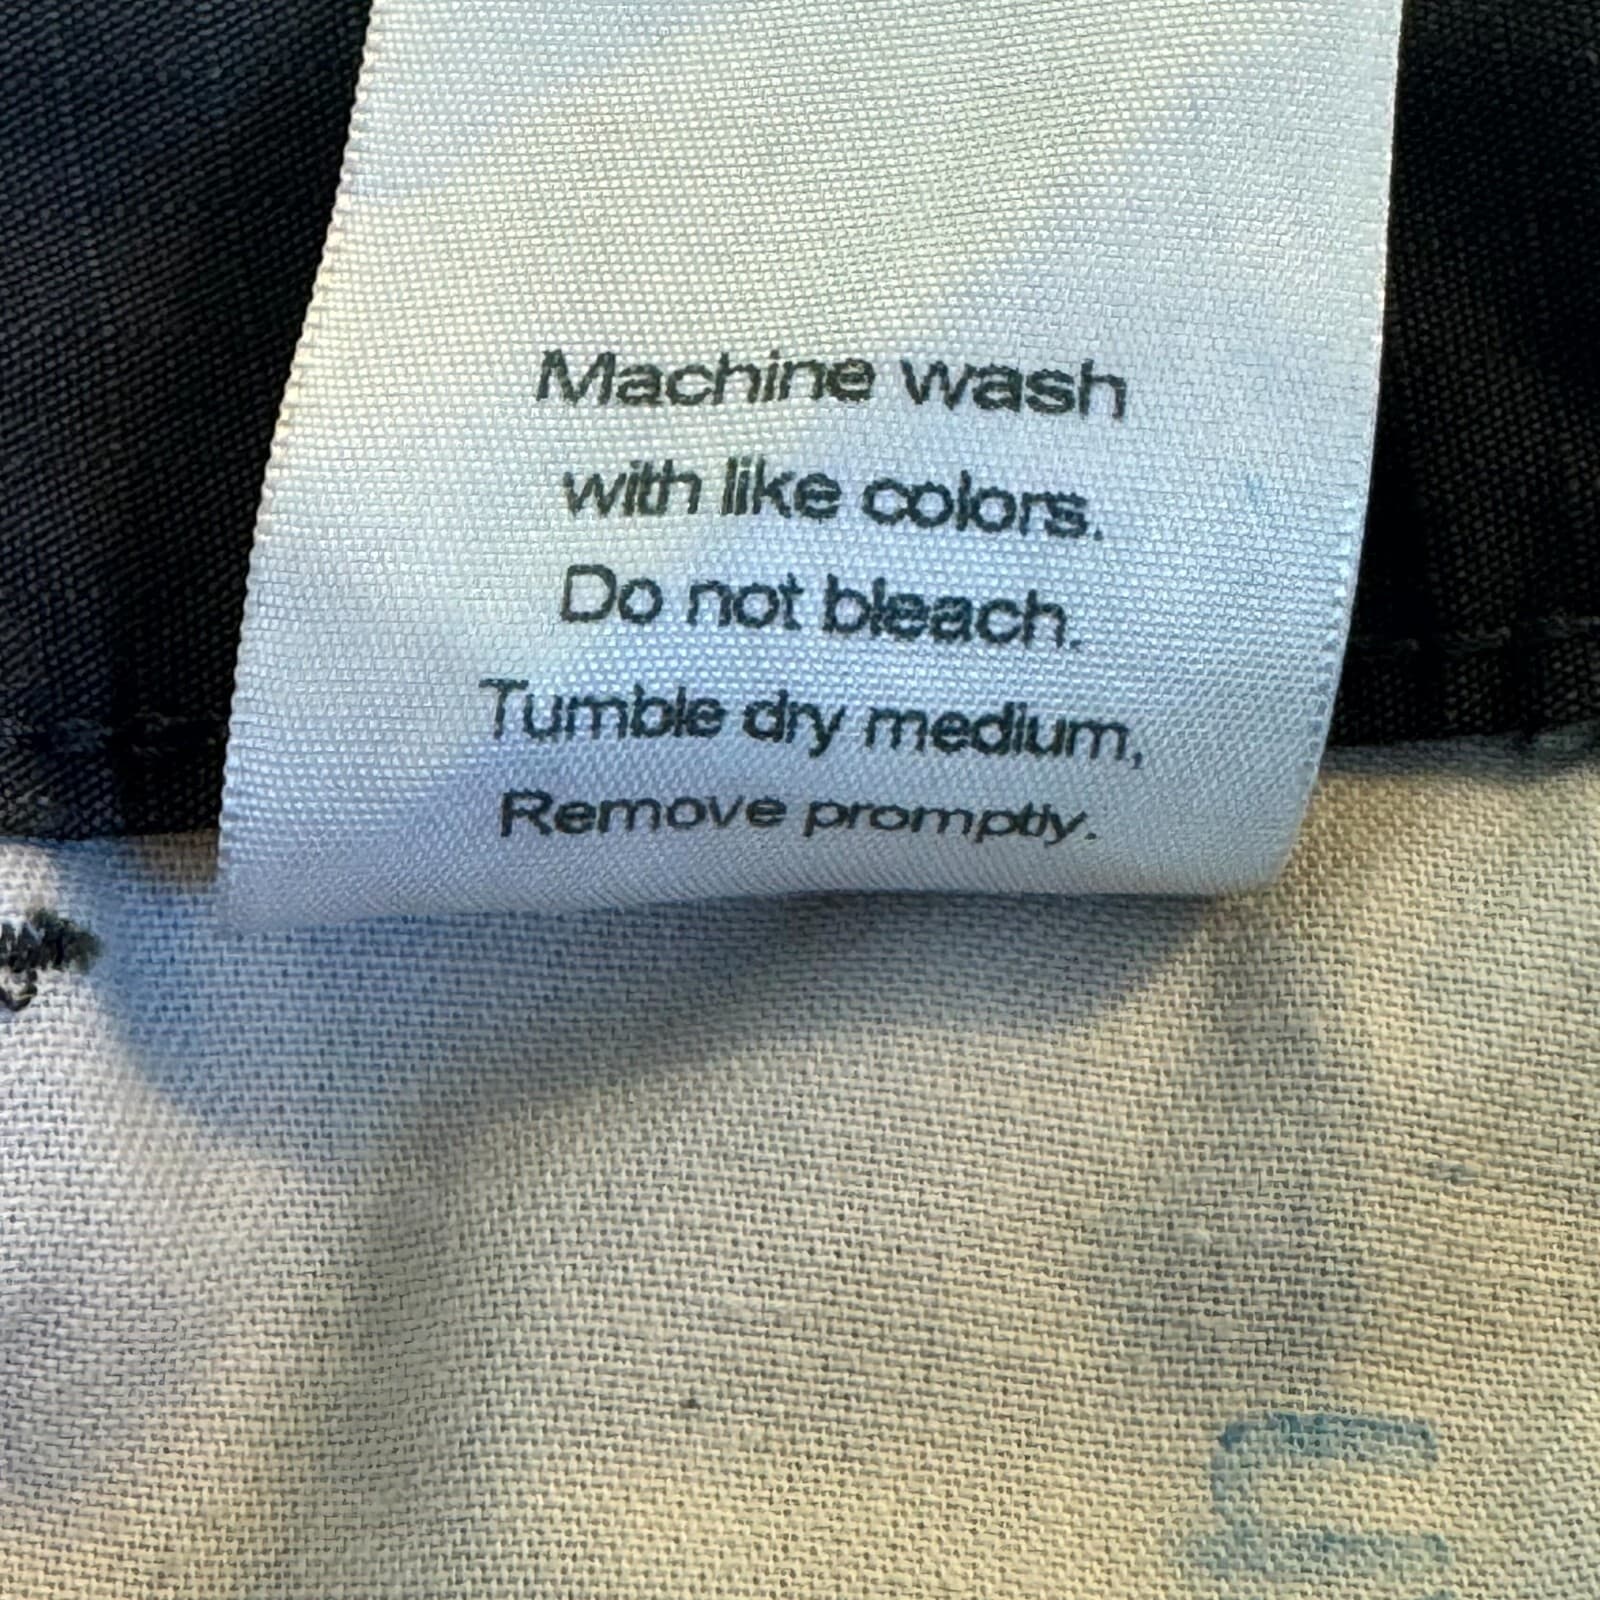 Machine wash
with like colors.
Do not bleach.
Tumble dry medium,
Remove promptly.